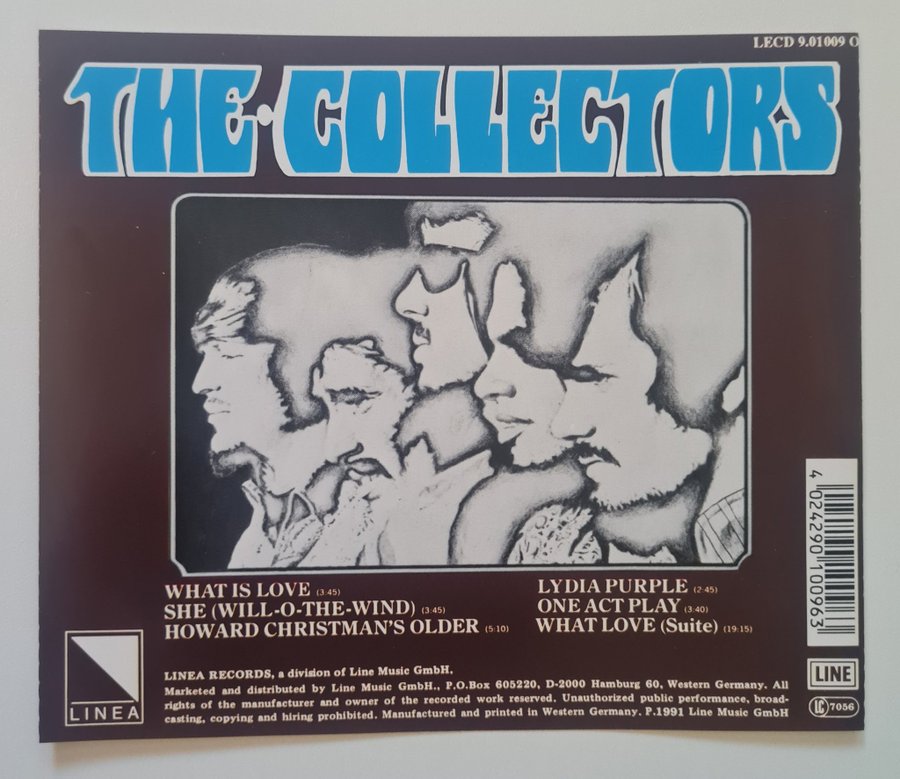 LECD 9.01009 O
THE·COLLECTORS
WHAT IS LOVE (3:45)
SHE (WILL-O-THE-WIND) (3:45)
HOWARD CHRISTMAN'S OLDER (5:10)
LYDIA PURPLE (2:45)
ONE ACT PLAY (3:40)
WHAT LOVE (Suite) (19:15)
4 024290 100963
LINEA
LINEA RECORDS, a division of Line Music GmbH.
Marketed and distributed by Line Music GmbH., P.O.Box 605220, D-2000 Hamburg 60, Western Germany. All
rights of the manufacturer and owner of the recorded work reserved. Unauthorized public performance, broad-
casting, copying and hiring prohibited. Manufactured and printed in Western Germany. P.1991 Line Music GmbH
LINE
LC 7056